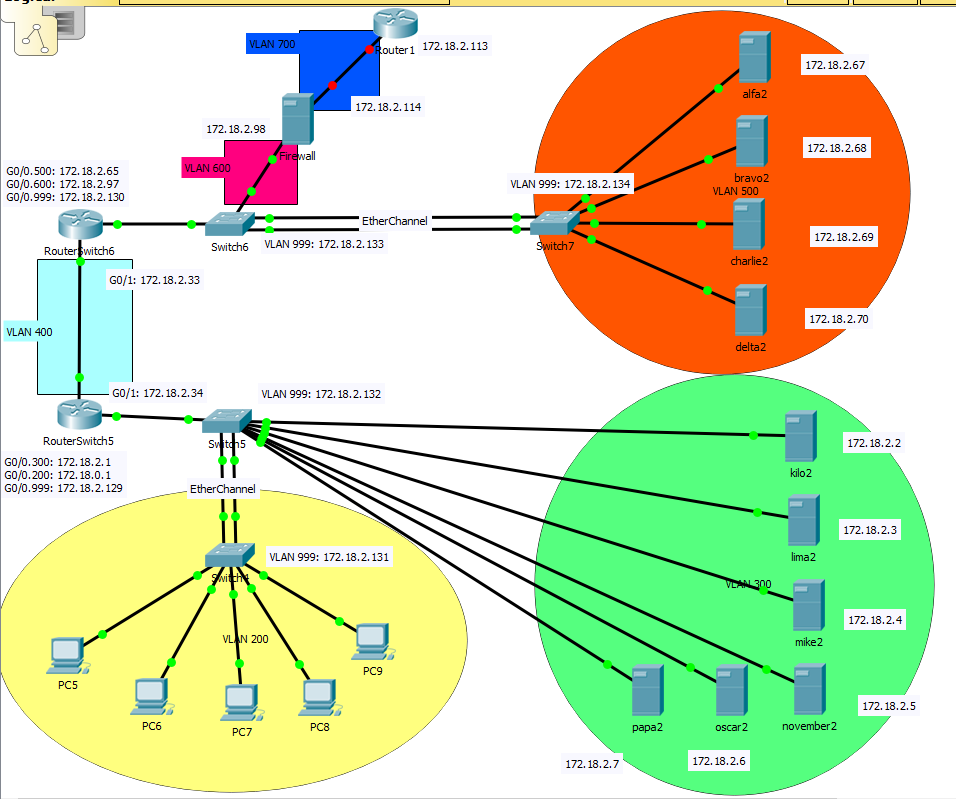 VLAN 700
Router1
172.18.2.113
172.18.2.114
172.18.2.98
Firewall
VLAN 600
G0/0.500: 172.18.2.65
G0/0.600: 172.18.2.97
G0/0.999: 172.18.2.130
RouterSwitch6
Switch6
EtherChannel
VLAN 999: 172.18.2.133
VLAN 999: 172.18.2.134
Switch7
172.18.2.67
alfa2
172.18.2.68
bravo2
VLAN 500
172.18.2.69
charlie2
172.18.2.70
delta2
G0/1: 172.18.2.33
VLAN 400
G0/1: 172.18.2.34
RouterSwitch5
VLAN 999: 172.18.2.132
Switch5
G0/0.300: 172.18.2.1
G0/0.200: 172.18.0.1
G0/0.999: 172.18.2.129
EtherChannel
VLAN 999: 172.18.2.131
Switch4
VLAN 200
PC5
PC6
PC7
PC8
PC9
172.18.2.2
kilo2
172.18.2.3
lima2
VLAN 300
172.18.2.4
mike2
172.18.2.5
november2
oscar2
papa2
172.18.2.6
172.18.2.7